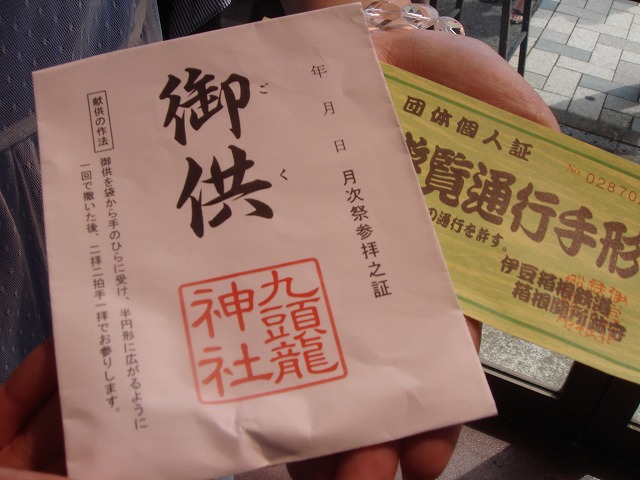 年 月 日 月次祭参拝之証
御供
ごく
献供の作法
御供を袋から手のひらに受け、半円形に広がるように
一回で撒いた後、二拝二拍手一拝でお参りします。
九頭龍
神社
団体個人証
No.02870
覧通行手形
の通行を許す。
伊豆箱根鉄道
箱根関所